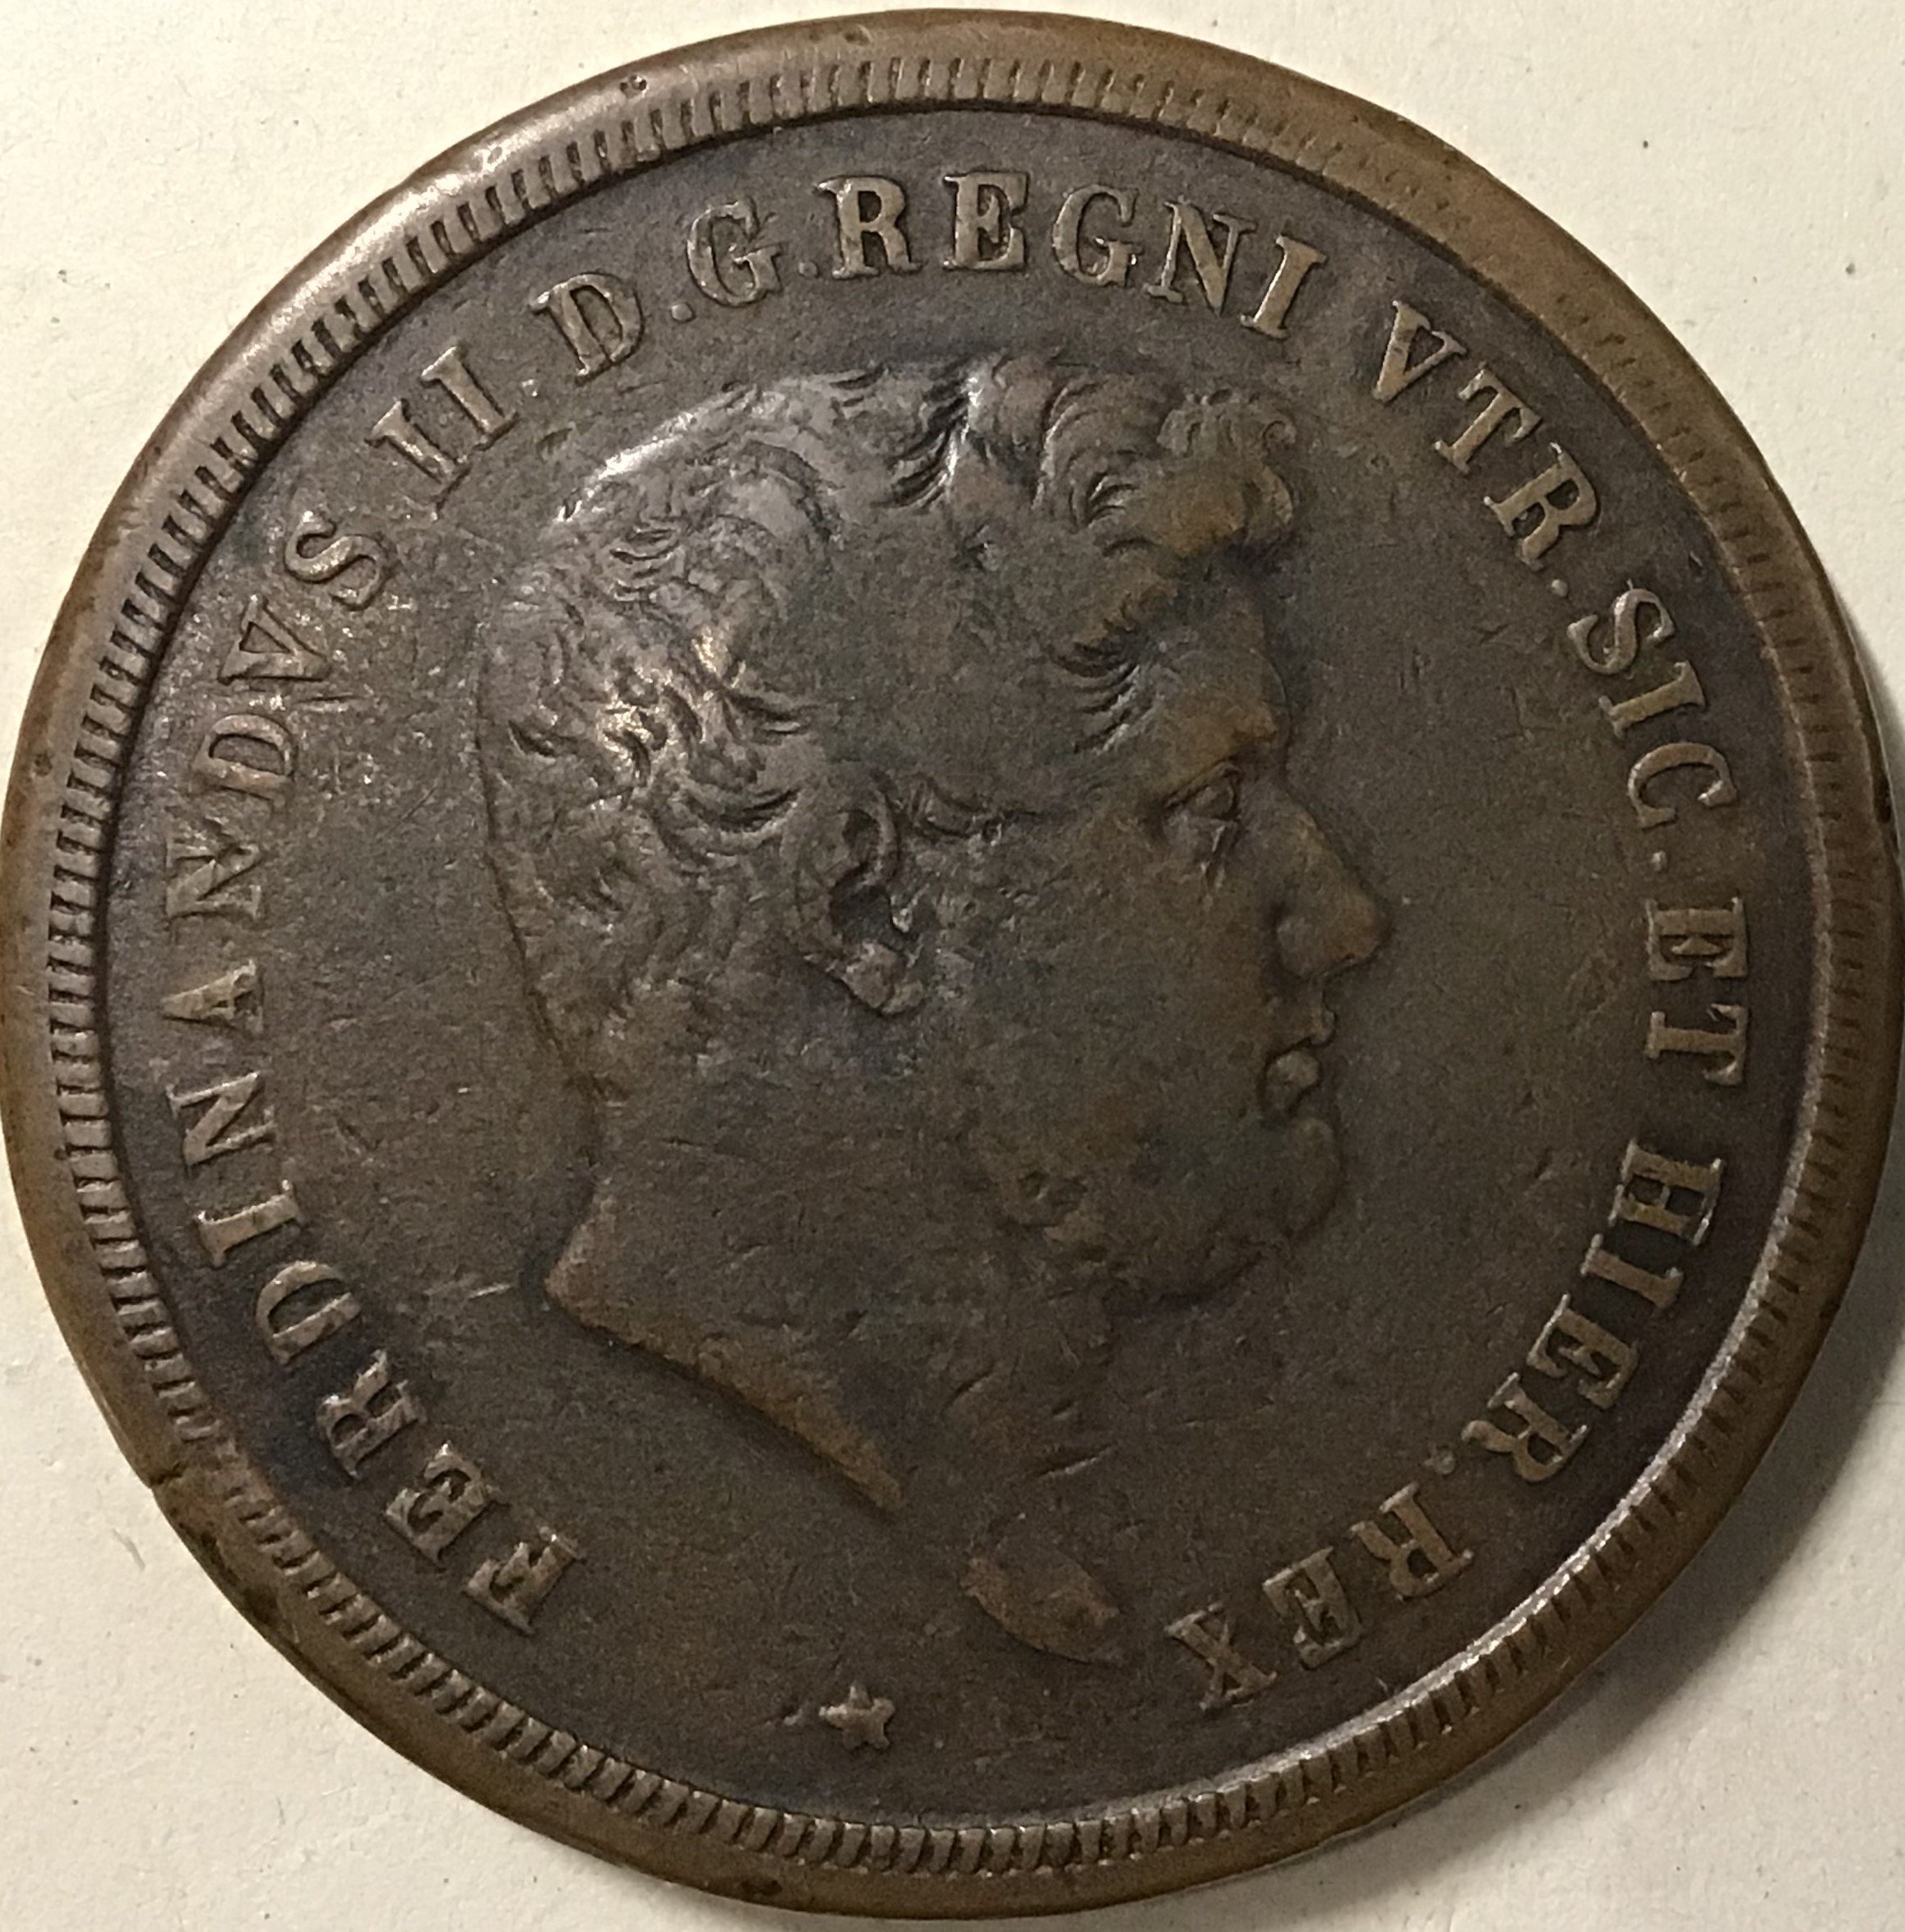 FERDINANDVS II. D.G.REGNI VTR.SIC.ET HIER.REX